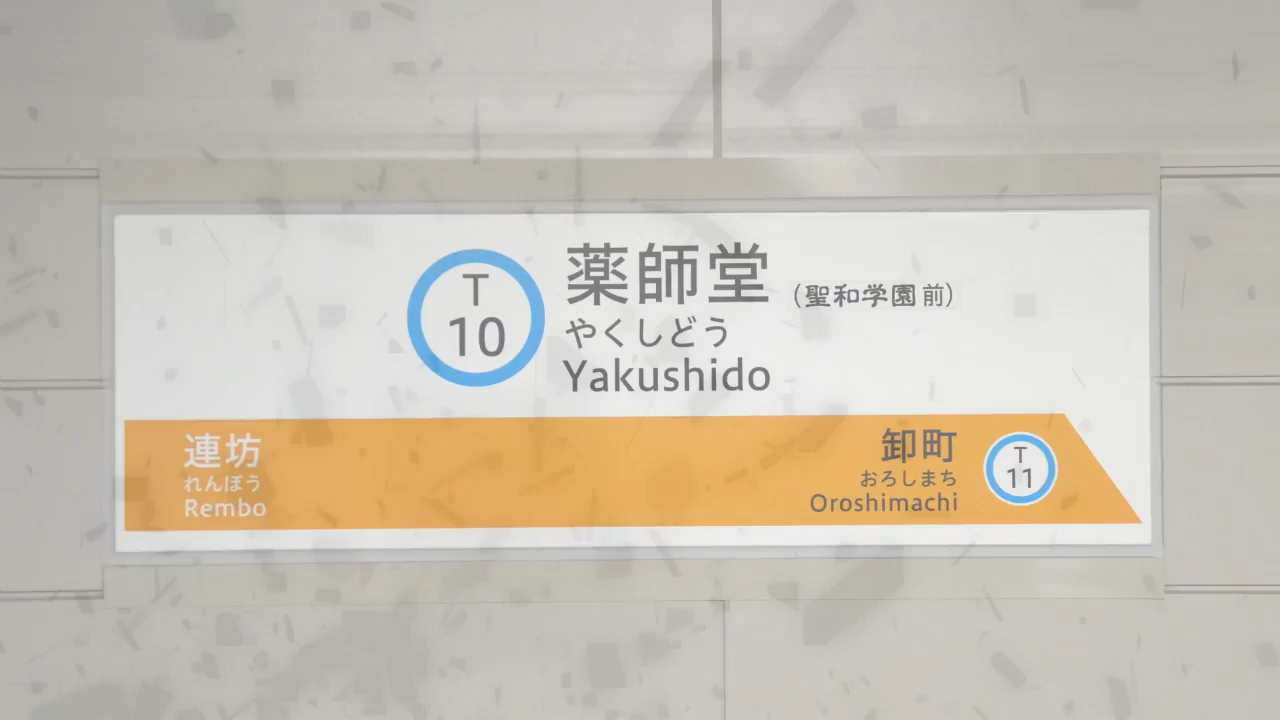 T
10
薬師堂 (聖和学園前)
やくしどう
Yakushido
連坊
れんぼう
Rembo
卸町
おろしまち
Oroshimachi
T
11